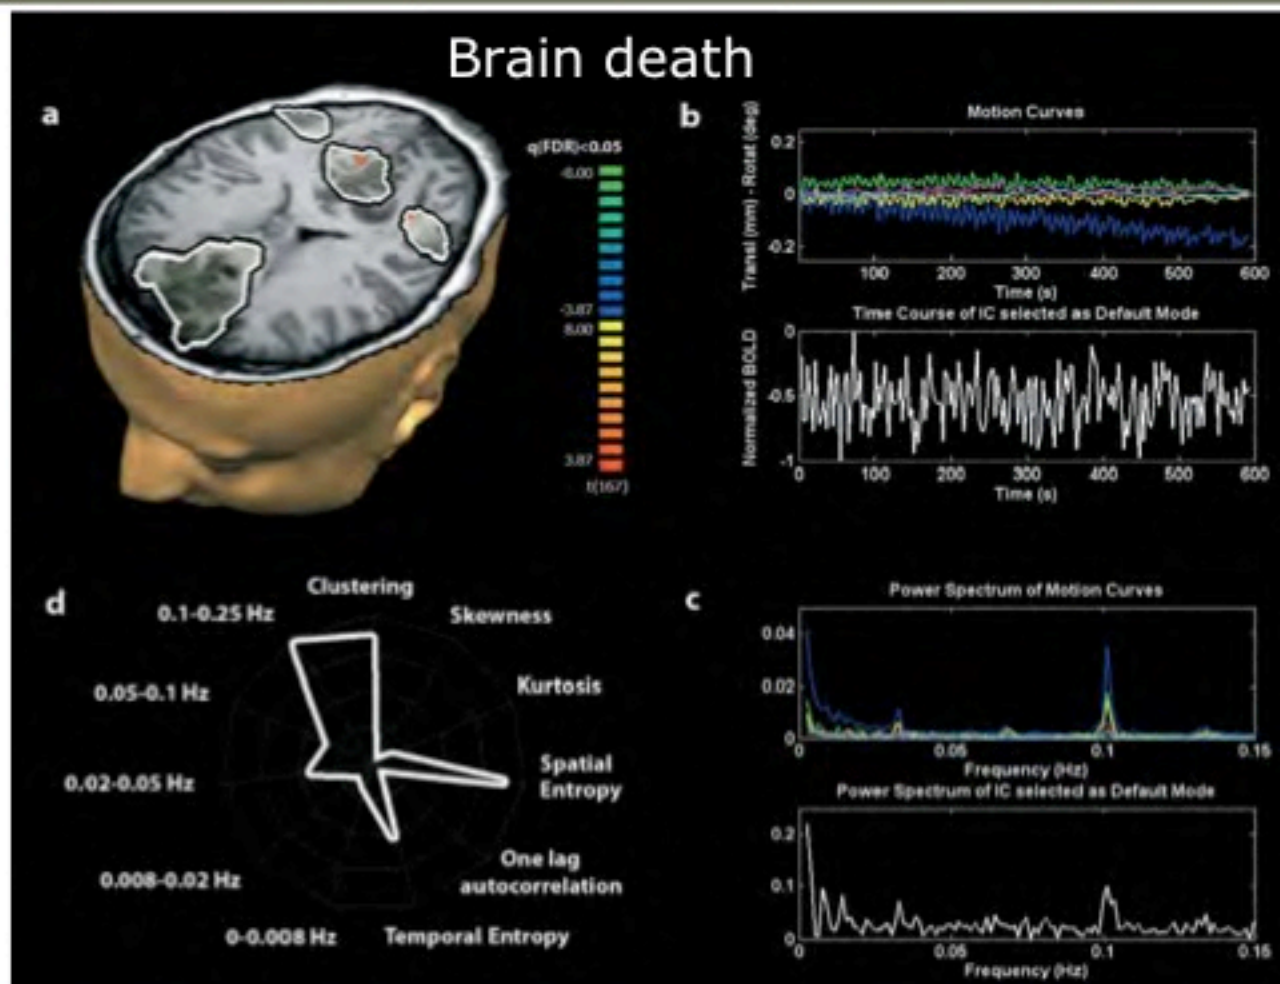 Brain death
a
q(FDR)<0.05
-8.00
-3.87
8.00
3.87
t(167)
b
Motion Curves
Transl (mm) - Rotat (deg)
0.2
0
-0.2
100 200 300 400 500 600
Time (s)
Time Course of IC selected as Default Mode
Normalized BOLD
0
-0.5
-1
0 100 200 300 400 500 600
Time (s)
d
Clustering
Skewness
Kurtosis
Spatial
Entropy
One lag
autocorrelation
Temporal Entropy
0-0.008 Hz
0.008-0.02 Hz
0.02-0.05 Hz
0.05-0.1 Hz
0.1-0.25 Hz
c
Power Spectrum of Motion Curves
0.04
0.02
0
0 0.05 0.1 0.15
Frequency (Hz)
Power Spectrum of IC selected as Default Mode
0.2
0.1
0
0 0.05 0.1 0.15
Frequency (Hz)